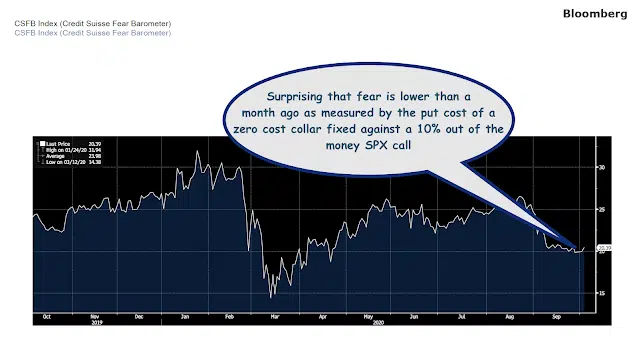 Bloomberg
CSFB Index (Credit Suisse Fear Barometer)
CSFB Index (Credit Suisse Fear Barometer)
Surprising that fear is lower than a
month ago as measured by the put cost of a
zero cost collar fixed against a 10% out of the
money SPX call
Last Price 20.39
High on 01/24/20 31.94
Average 23.98
Low on 03/12/20 14.38
30
25
20.39
20
15
Oct Nov Dec Jan Feb Mar Apr May Jun Jul Aug Sep
2019 2020